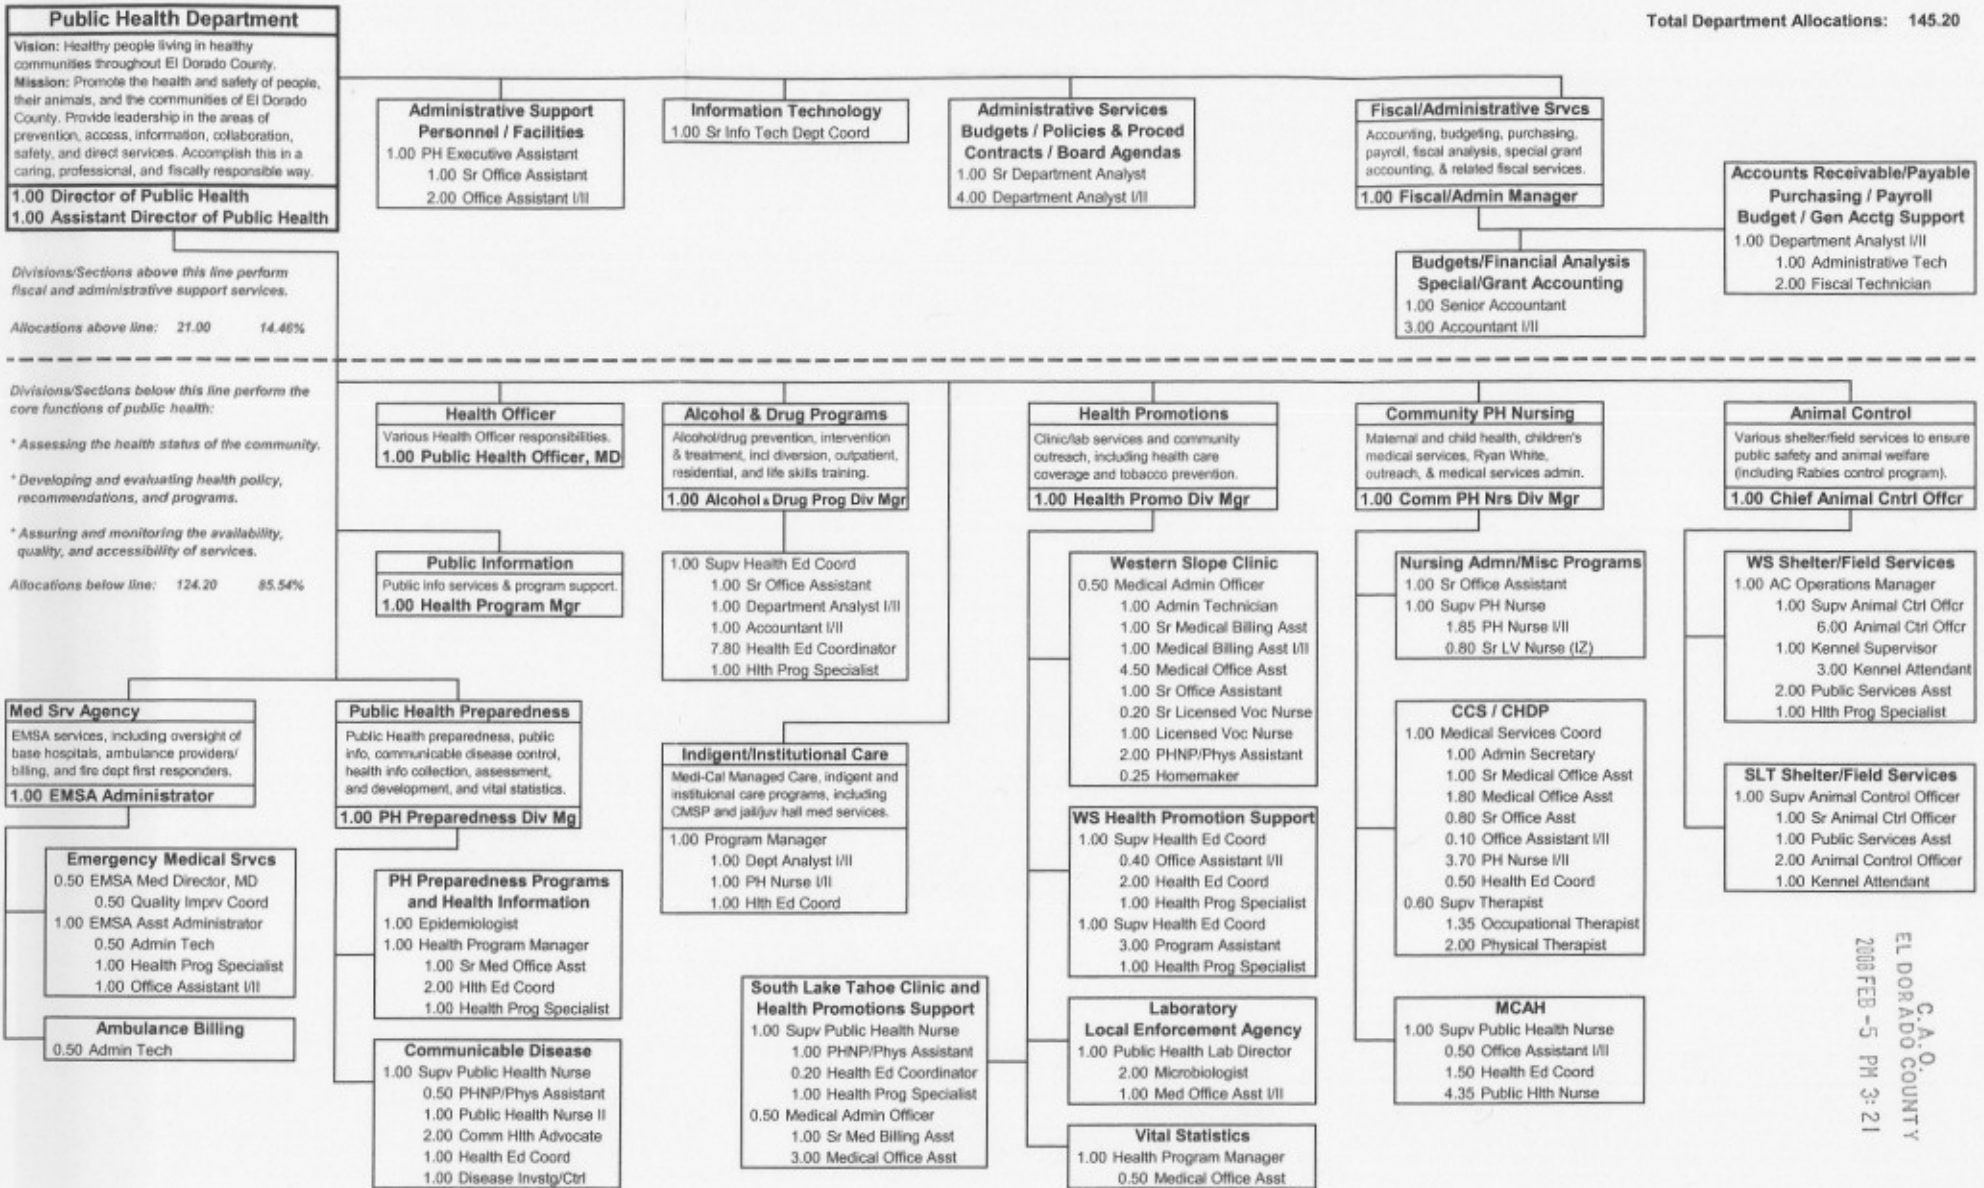 Public Health Department
Vision: Healthy people living in healthy
communities throughout El Dorado County.
Mission: Promote the health and safety of people,
their animals, and the communities of El Dorado
County. Provide leadership in the areas of
prevention, access, information, collaboration,
safety, and direct services. Accomplish this in a
caring, professional, and fiscally responsible way.
1.00 Director of Public Health
1.00 Assistant Director of Public Health
Total Department Allocations: 145.20
Administrative Support
Personnel / Facilities
1.00 PH Executive Assistant
1.00 Sr Office Assistant
2.00 Office Assistant I/II
Information Technology
1.00 Sr Info Tech Dept Coord
Administrative Services
Budgets / Policies & Proced
Contracts / Board Agendas
1.00 Sr Department Analyst
4.00 Department Analyst I/II
Fiscal/Administrative Srvcs
Accounting, budgeting, purchasing,
payroll, fiscal analysis, special grant
accounting, & related fiscal services.
1.00 Fiscal/Admin Manager
Accounts Receivable/Payable
Purchasing / Payroll
Budget / Gen Acctg Support
1.00 Department Analyst I/II
1.00 Administrative Tech
2.00 Fiscal Technician
Budgets/Financial Analysis
Special/Grant Accounting
1.00 Senior Accountant
3.00 Accountant I/II
Divisions/Sections above this line perform
fiscal and administrative support services.
Allocations above line: 21.00 14.46%
Divisions/Sections below this line perform the
core functions of public health:
* Assessing the health status of the community.
* Developing and evaluating health policy,
recommendations, and programs.
* Assuring and monitoring the availability,
quality, and accessibility of services.
Allocations below line: 124.20 85.54%
Health Officer
Various Health Officer responsibilities.
1.00 Public Health Officer, MD
Public Information
Public info services & program support.
1.00 Health Program Mgr
Alcohol & Drug Programs
Alcohol/drug prevention, intervention
& treatment, incl diversion, outpatient,
residential, and life skills training.
1.00 Alcohol & Drug Prog Div Mgr
1.00 Supv Health Ed Coord
1.00 Sr Office Assistant
1.00 Department Analyst I/II
1.00 Accountant I/II
7.80 Health Ed Coordinator
1.00 Hlth Prog Specialist
Indigent/Institutional Care
Medi-Cal Managed Care, indigent and
instituional care programs, including
CMSP and jail/juv hall med services.
1.00 Program Manager
1.00 Dept Analyst I/II
1.00 PH Nurse I/II
1.00 Hlth Ed Coord
Health Promotions
Clinic/lab services and community
outreach, including health care
coverage and tobacco prevention.
1.00 Health Promo Div Mgr
Western Slope Clinic
0.50 Medical Admin Officer
1.00 Admin Technician
1.00 Sr Medical Billing Asst
1.00 Medical Billing Asst I/II
4.50 Medical Office Asst
1.00 Sr Office Assistant
0.20 Sr Licensed Voc Nurse
1.00 Licensed Voc Nurse
2.00 PHNP/Phys Assistant
0.25 Homemaker
WS Health Promotion Support
1.00 Supv Health Ed Coord
0.40 Office Assistant I/II
2.00 Health Ed Coord
1.00 Health Prog Specialist
1.00 Supv Health Ed Coord
3.00 Program Assistant
1.00 Health Prog Specialist
Laboratory
Local Enforcement Agency
1.00 Public Health Lab Director
2.00 Microbiologist
1.00 Med Office Asst I/II
Vital Statistics
1.00 Health Program Manager
0.50 Medical Office Asst
South Lake Tahoe Clinic and
Health Promotions Support
1.00 Supv Public Health Nurse
1.00 PHNP/Phys Assistant
0.20 Health Ed Coordinator
1.00 Health Prog Specialist
0.50 Medical Admin Officer
1.00 Sr Med Billing Asst
3.00 Medical Office Asst
Community PH Nursing
Maternal and child health, children's
medical services, Ryan White,
outreach, & medical services admin.
1.00 Comm PH Nrs Div Mgr
Nursing Admn/Misc Programs
1.00 Sr Office Assistant
1.00 Supv PH Nurse
1.85 PH Nurse I/II
0.80 Sr LV Nurse (IZ)
CCS / CHDP
1.00 Medical Services Coord
1.00 Admin Secretary
1.00 Sr Medical Office Asst
1.80 Medical Office Asst
0.80 Sr Office Asst
0.10 Office Assistant I/II
3.70 PH Nurse I/II
0.50 Health Ed Coord
0.60 Supv Therapist
1.35 Occupational Therapist
2.00 Physical Therapist
MCAH
1.00 Supv Public Health Nurse
0.50 Office Assistant I/II
1.50 Health Ed Coord
4.35 Public Hlth Nurse
Animal Control
Various shelter/field services to ensure
public safety and animal welfare
(including Rabies control program).
1.00 Chief Animal Cntrl Offcr
WS Shelter/Field Services
1.00 AC Operations Manager
1.00 Supv Animal Ctrl Offcr
6.00 Animal Ctrl Offcr
1.00 Kennel Supervisor
3.00 Kennel Attendant
2.00 Public Services Asst
1.00 Hlth Prog Specialist
SLT Shelter/Field Services
1.00 Supv Animal Control Officer
1.00 Sr Animal Ctrl Officer
1.00 Public Services Asst
2.00 Animal Control Officer
1.00 Kennel Attendant
Med Srv Agency
EMSA services, including oversight of
base hospitals, ambulance providers/
billing, and fire dept first responders.
1.00 EMSA Administrator
Emergency Medical Srvcs
0.50 EMSA Med Director, MD
0.50 Quality Imprv Coord
1.00 EMSA Asst Administrator
0.50 Admin Tech
1.00 Health Prog Specialist
1.00 Office Assistant I/II
Ambulance Billing
0.50 Admin Tech
Public Health Preparedness
Public Health preparedness, public
info, communicable disease control,
health info collection, assessment,
and development, and vital statistics.
1.00 PH Preparedness Div Mg
PH Preparedness Programs
and Health Information
1.00 Epidemiologist
1.00 Health Program Manager
1.00 Sr Med Office Asst
2.00 Hlth Ed Coord
1.00 Health Prog Specialist
Communicable Disease
1.00 Supv Public Health Nurse
0.50 PHNP/Phys Assistant
1.00 Public Health Nurse II
2.00 Comm Hlth Advocate
1.00 Health Ed Coord
1.00 Disease Invstg/Ctrl
C.A.O.
EL DORADO COUNTY
2008 FEB -5 PM 3:21